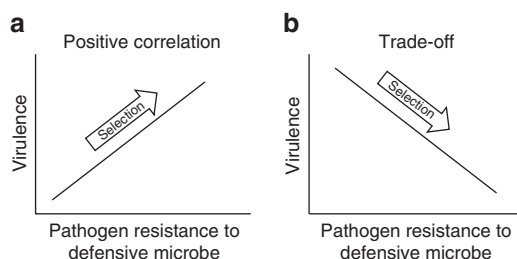 a
Positive correlation
Virulence
Selection
Pathogen resistance to
defensive microbe
b
Trade-off
Virulence
Selection
Pathogen resistance to
defensive microbe